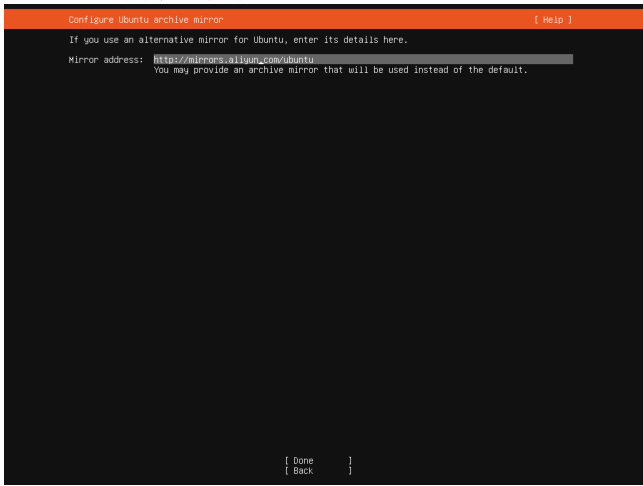 Configure Ubuntu archive mirror [ Help ]
If you use an alternative mirror for Ubuntu, enter its details here.
Mirror address: http://mirrors.aliyun.com/ubuntu
You may provide an archive mirror that will be used instead of the default.
[ Done ]
[ Back ]